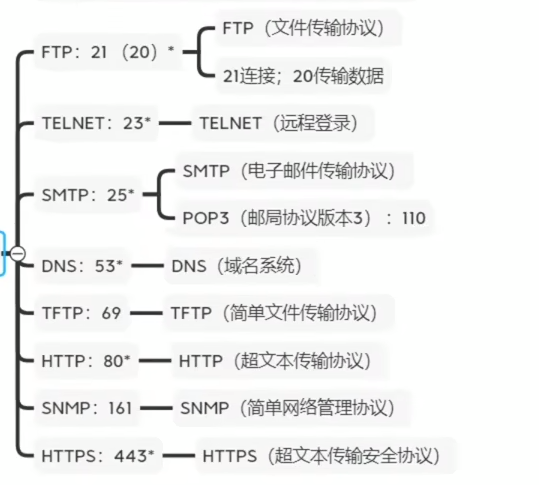 FTP：21 （20）*
FTP（文件传输协议）
21连接；20传输数据
TELNET：23*
TELNET（远程登录）
SMTP：25*
SMTP（电子邮件传输协议）
POP3（邮局协议版本3）：110
DNS：53*
DNS（域名系统）
TFTP：69
TFTP（简单文件传输协议）
HTTP：80*
HTTP（超文本传输协议）
SNMP：161
SNMP（简单网络管理协议）
HTTPS：443*
HTTPS（超文本传输安全协议）